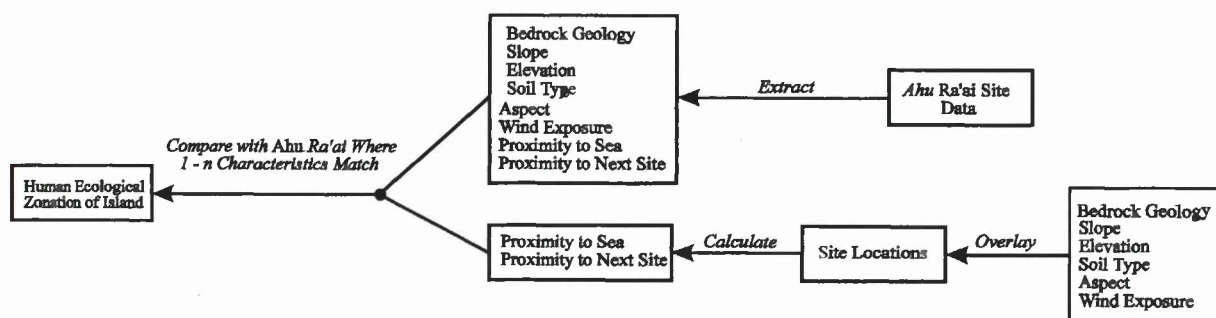 Bedrock Geology
Slope
Elevation
Soil Type
Aspect
Wind Exposure
Proximity to Sea
Proximity to Next Site
Extract
Ahu Ra'ai Site
Data
Compare with Ahu Ra'ai Where
1 - n Characteristics Match
Human Ecological
Zonation of Island
Proximity to Sea
Proximity to Next Site
Calculate
Site Locations
Overlay
Bedrock Geology
Slope
Elevation
Soil Type
Aspect
Wind Exposure